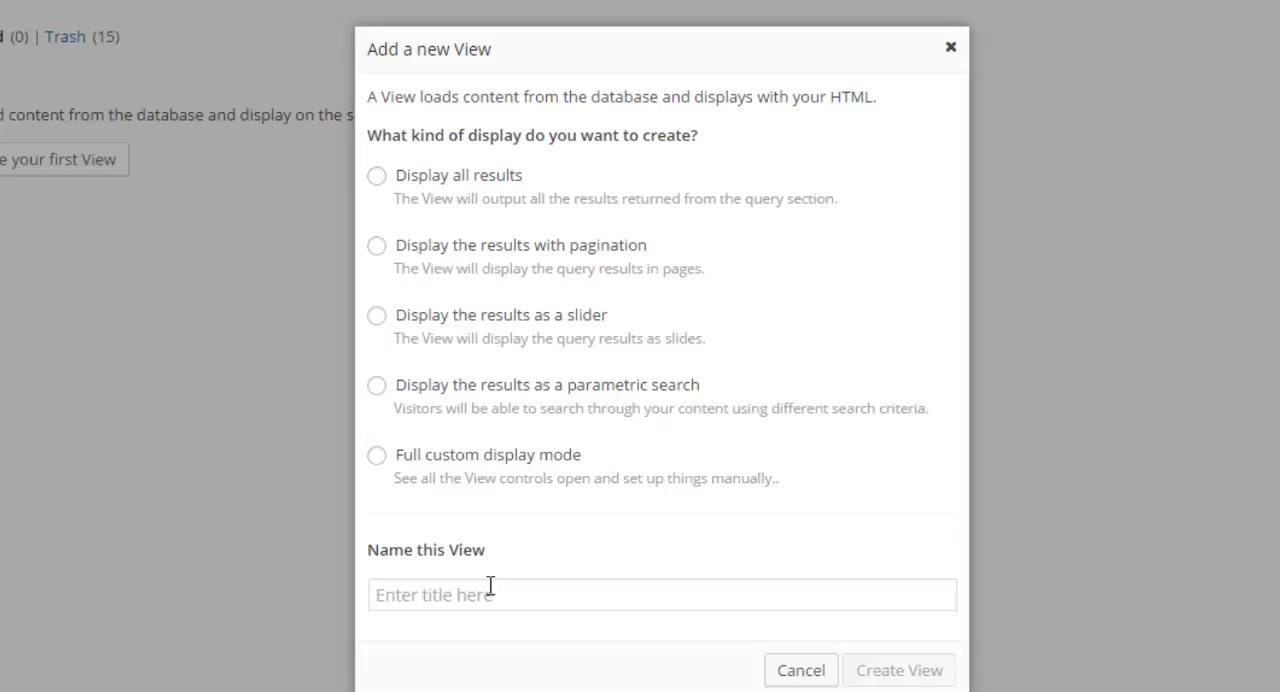 (0) | Trash (15)
content from the database and display on the s
your first View
Add a new View
A View loads content from the database and displays with your HTML.
What kind of display do you want to create?
Display all results
The View will output all the results returned from the query section.
Display the results with pagination
The View will display the query results in pages.
Display the results as a slider
The View will display the query results as slides.
Display the results as a parametric search
Visitors will be able to search through your content using different search criteria.
Full custom display mode
See all the View controls open and set up things manually..
Name this View
Enter title here
Cancel
Create View